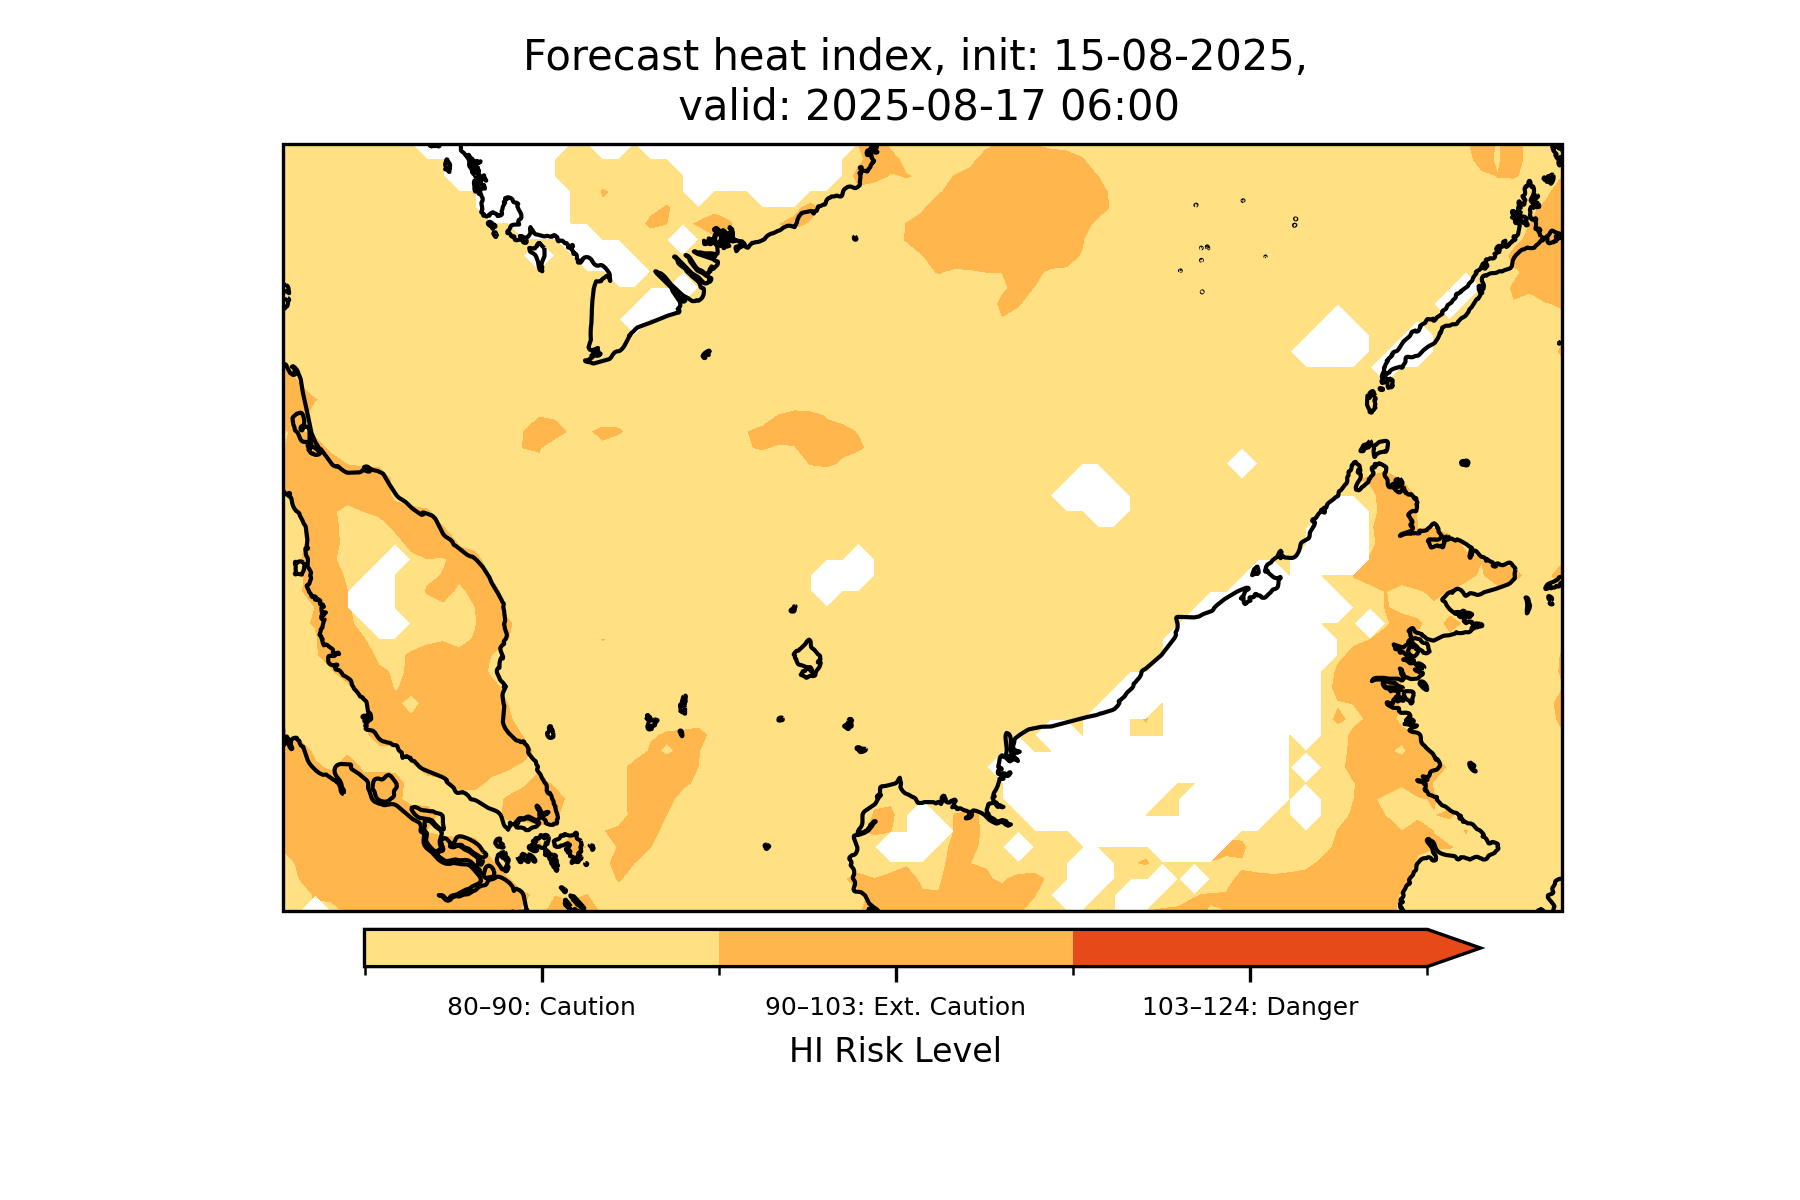 Forecast heat index, init: 15-08-2025,
valid: 2025-08-17 06:00
80–90: Caution
90–103: Ext. Caution
103–124: Danger
HI Risk Level